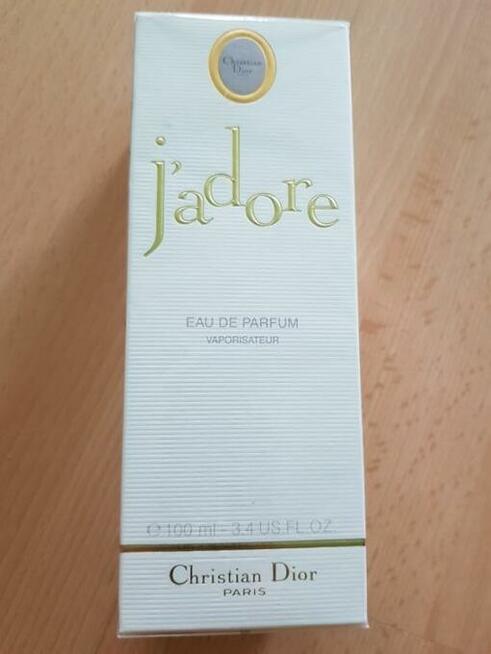 Christian
Dior
j'adore
EAU DE PARFUM
VAPORISATEUR
℮ 100 ml - 3.4 US.FL.OZ.
Christian Dior
PARIS